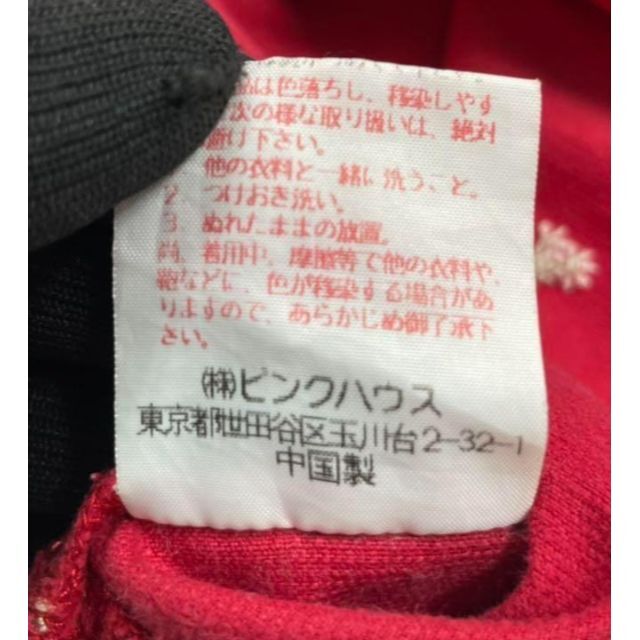 品は色落ちし、移染しやす
次の様な取り扱いは、絶対
避け下さい。
他の衣料と一緒に洗うこと。
2. つけおき洗い。
3. ぬれたままの放置。
尚、着用中、摩擦等で他の衣料や、
鞄などに、色が移染する場合があ
りますので、あらかじめ御了承下
さい。
㈱ピンクハウス
東京都世田谷区玉川台2-32-1
中国製